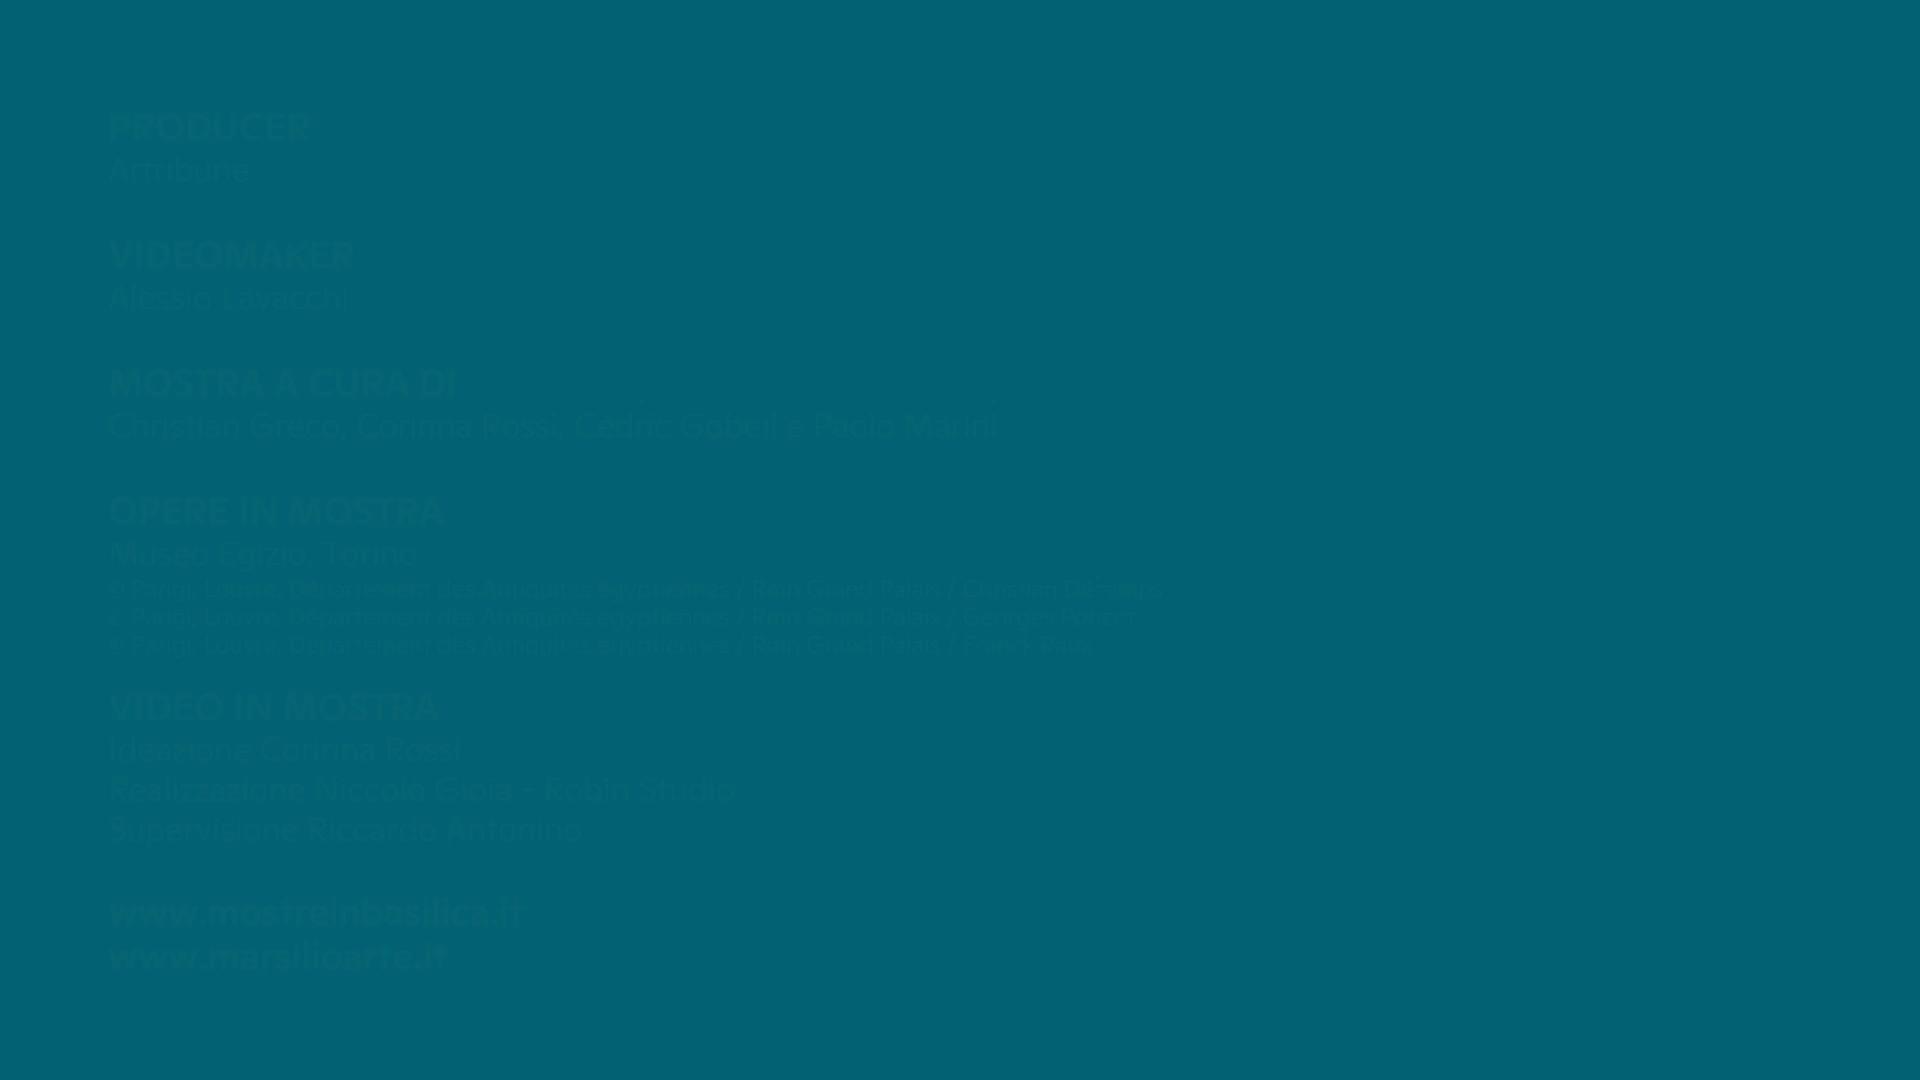 PRODUCER
Artribune
VIDEOMAKER
Alessio Lavacchi
MOSTRA A CURA DI
Christian Greco, Corinna Rossi, Cédric Gobeil e Paolo Marini
OPERE IN MOSTRA
Museo Egizio, Torino
© Parigi, Louvre, Département des Antiquités égyptiennes / Rmn Grand Palais / Christian Décamps
© Parigi, Louvre, Département des Antiquités égyptiennes / Rmn Grand Palais / Georges Poncet
© Parigi, Louvre, Département des Antiquités égyptiennes / Rmn Grand Palais / Franck Raux
VIDEO IN MOSTRA
Ideazione Corinna Rossi
Realizzazione Niccolò Gioia - Robin Studio
Supervisione Riccardo Antonino
www.mostreinbasilica.it
www.marsilioarte.it